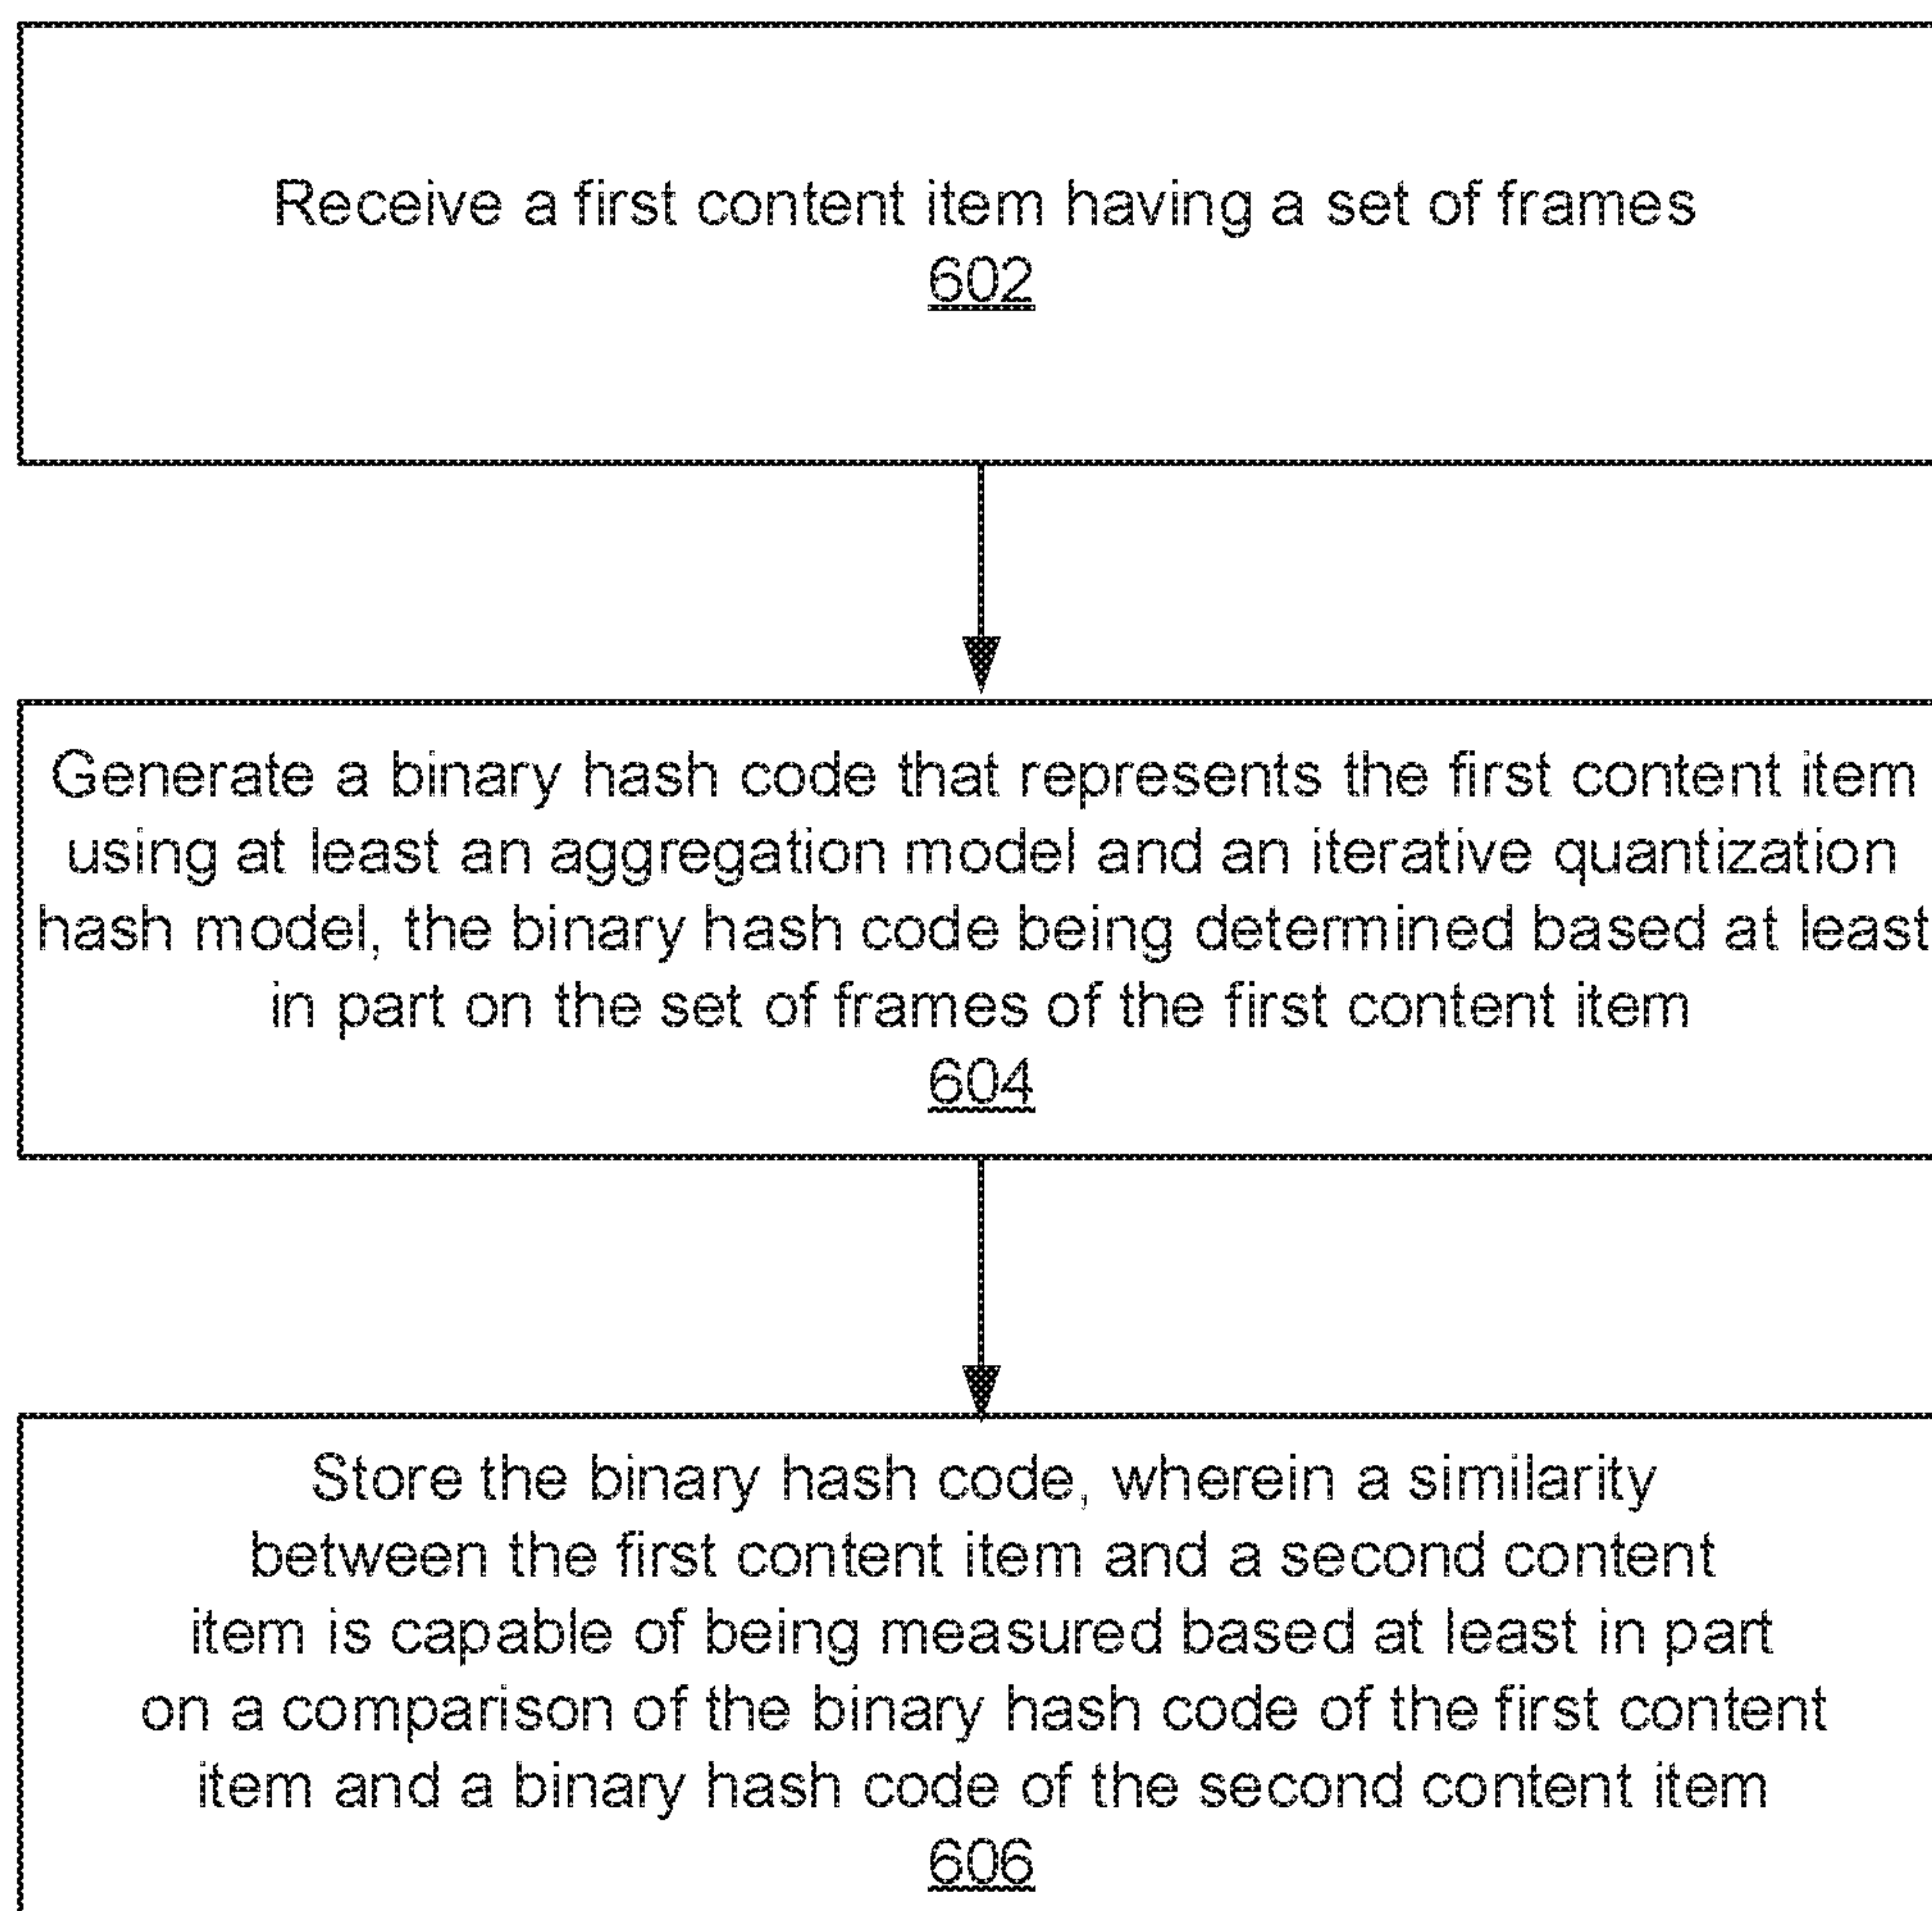 Receive a first content item having a set of frames
602
Generate a binary hash code that represents the first content item
using at least an aggregation model and an iterative quantization
hash model, the binary hash code being determined based at least
in part on the set of frames of the first content item
604
Store the binary hash code, wherein a similarity
between the first content item and a second content
item is capable of being measured based at least in part
on a comparison of the binary hash code of the first content
item and a binary hash code of the second content item
606